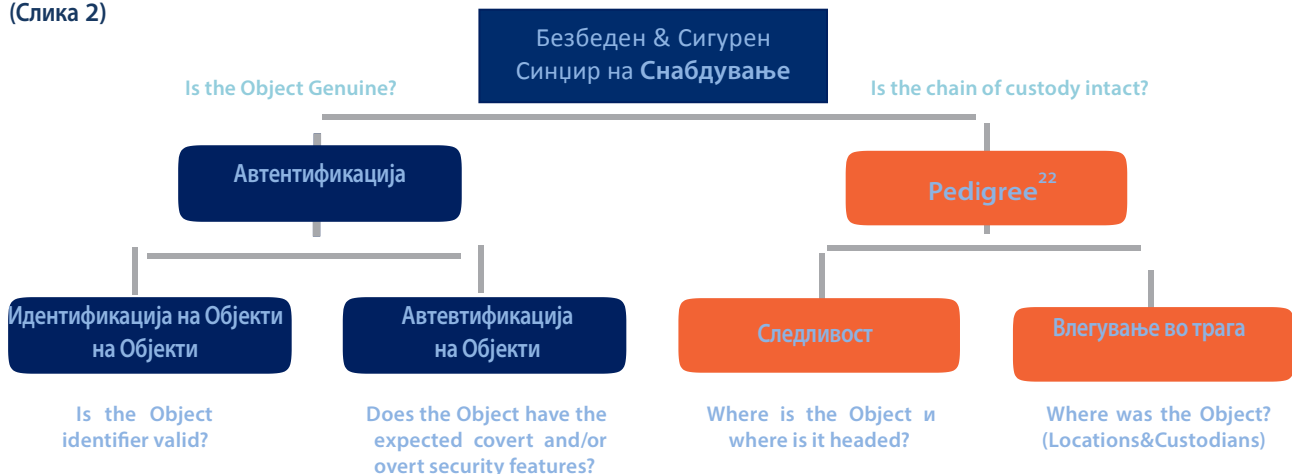 (Слика 2)
Безбеден & Сигурен
Синџир на Снабдување
Is the Object Genuine?
Is the chain of custody intact?
Автентификација
Pedigree22
Идентификација на Објекти
на Објекти
Автевтификација
на Објекти
Следливост
Влегување во трага
Is the Object
identifier valid?
Does the Object have the
expected covert and/or
overt security features?
Where is the Object и
where is it headed?
Where was the Object?
(Locations&Custodians)